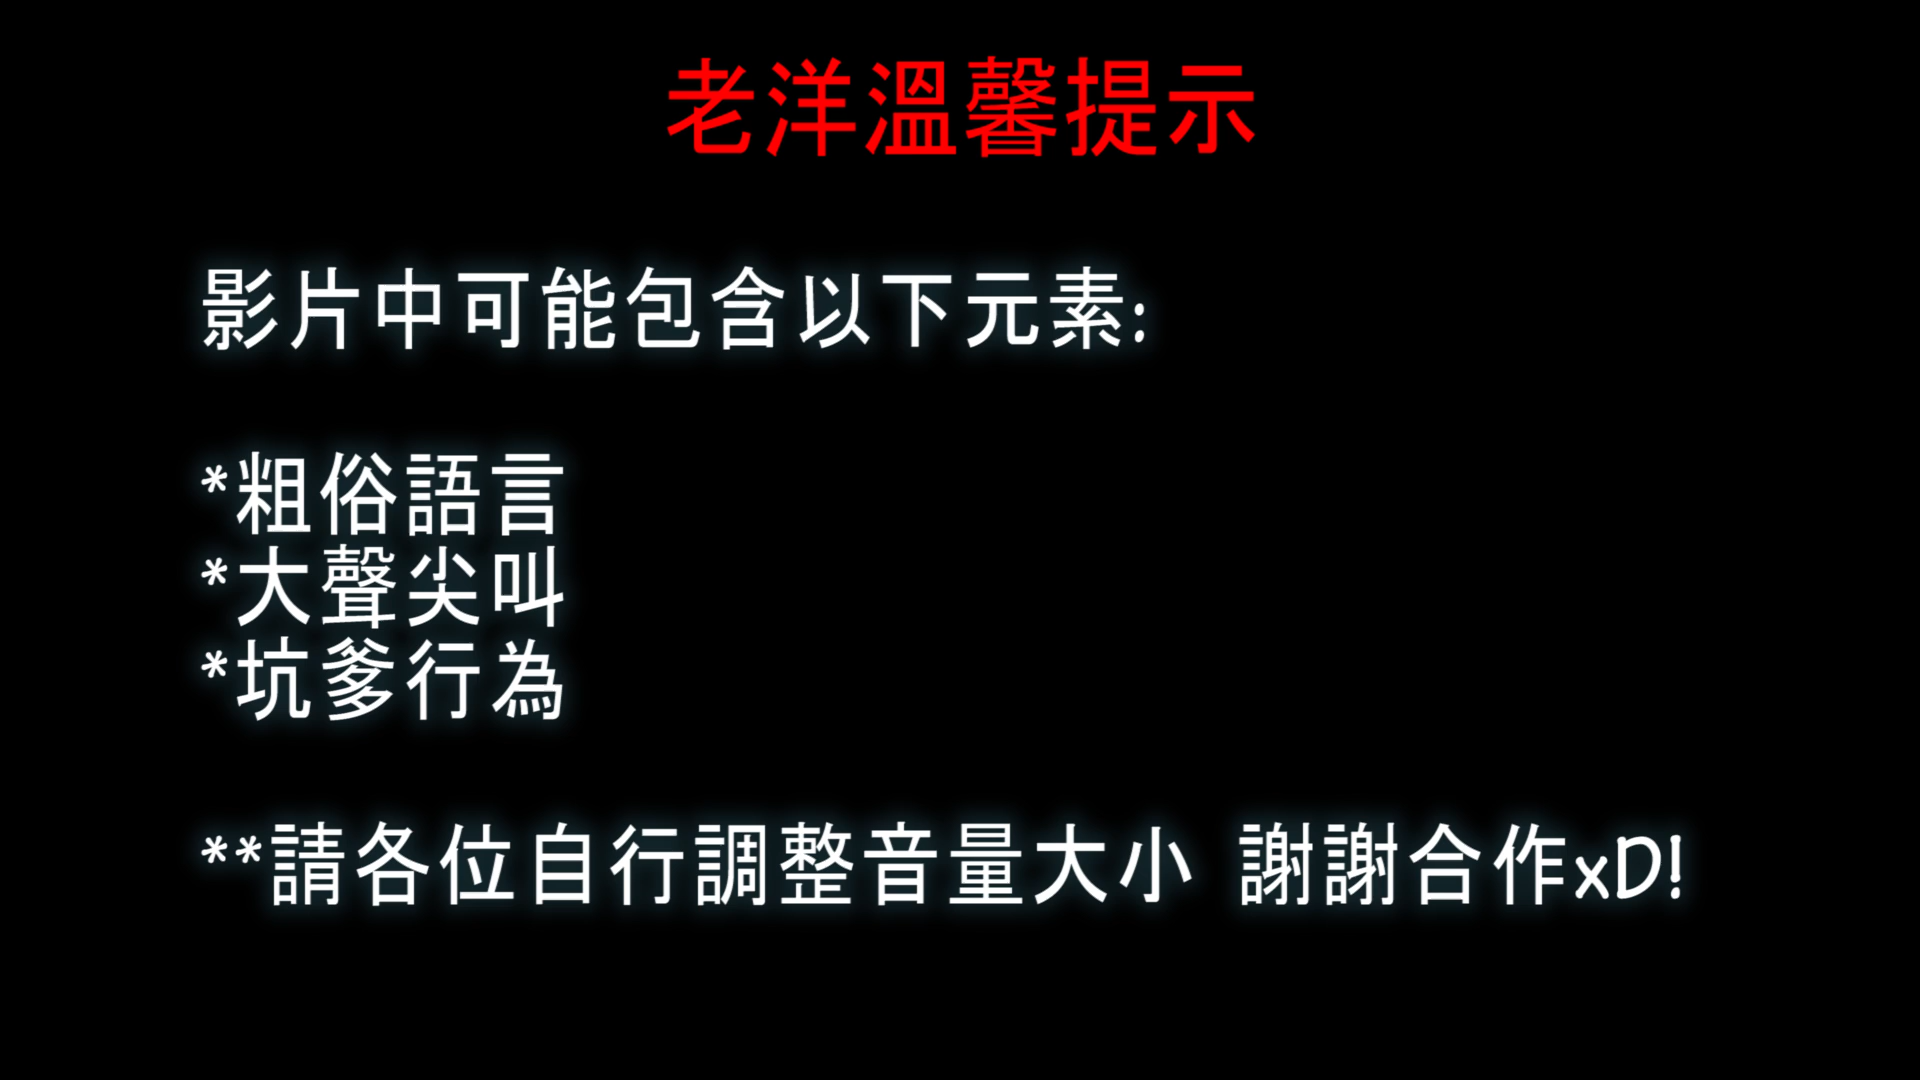 老洋溫馨提示
影片中可能包含以下元素:
*粗俗語言
*大聲尖叫
*坑爹行為
**請各位自行調整音量大小 謝謝合作xD!